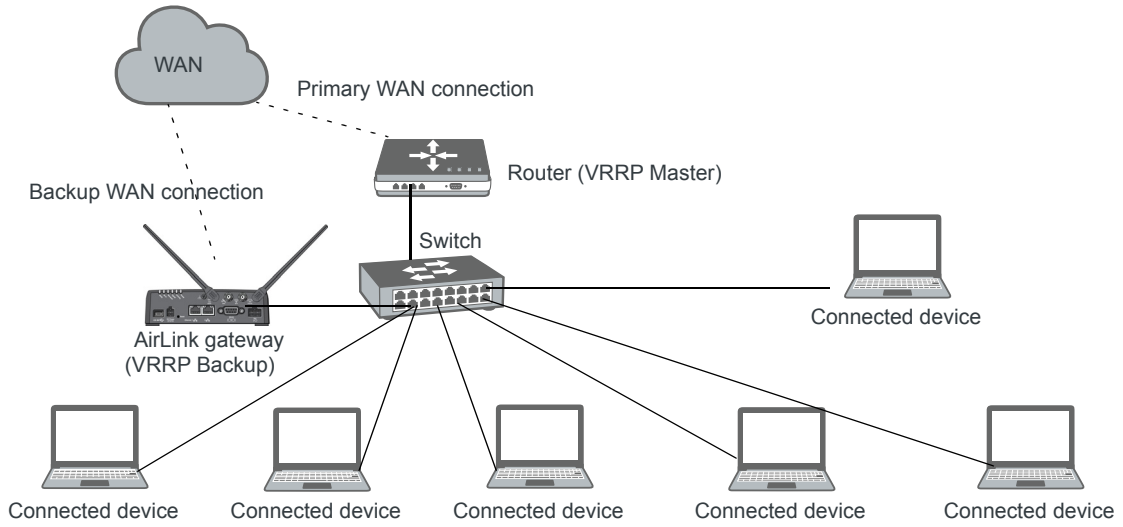 WAN
Primary WAN connection
Router (VRRP Master)
Backup WAN connection
Switch
Connected device
AirLink gateway
(VRRP Backup)
Connected device
Connected device
Connected device
Connected device
Connected device